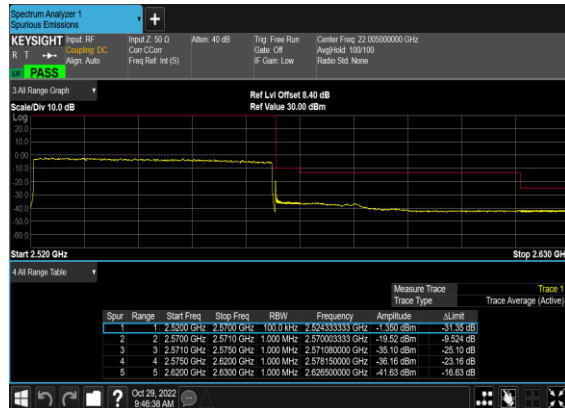 Spectrum Analyzer 1
Spurious Emissions
+
KEYSIGHT Input: RF Input Z: 50 Ω Atten: 40 dB Trig: Free Run Center Freq: 22.005000000 GHz
R T Coupling: DC Corr CCorr Gate: Off Avg|Hold: 100/100
Align: Auto Freq Ref: Int (S) IF Gain: Low Radio Std: None
PASS
3 All Range Graph
Ref Lvl Offset 8.40 dB
Scale/Div 10.0 dB Ref Value 30.00 dBm
Log
20.0
10.0
0.00
-10.0
-20.0
-30.0
-40.0
-50.0
-60.0
Start 2.520 GHz Stop 2.630 GHz
4 All Range Table
Measure Trace Trace 1
Trace Type Trace Average (Active)
Spur Range Start Freq Stop Freq RBW Frequency Amplitude ΔLimit
1 1 2.5200 GHz 2.5700 GHz 100.0 kHz 2.524333333 GHz -1.350 dBm -31.35 dB
2 2 2.5700 GHz 2.5710 GHz 1.000 MHz 2.570003333 GHz -19.52 dBm -9.524 dB
3 3 2.5710 GHz 2.5750 GHz 1.000 MHz 2.571080000 GHz -35.10 dBm -25.10 dB
4 4 2.5750 GHz 2.6200 GHz 1.000 MHz 2.578150000 GHz -36.16 dBm -23.16 dB
5 5 2.6200 GHz 2.6300 GHz 1.000 MHz 2.626500000 GHz -41.63 dBm -16.63 dB
? Oct 29, 2022
9:46:38 AM